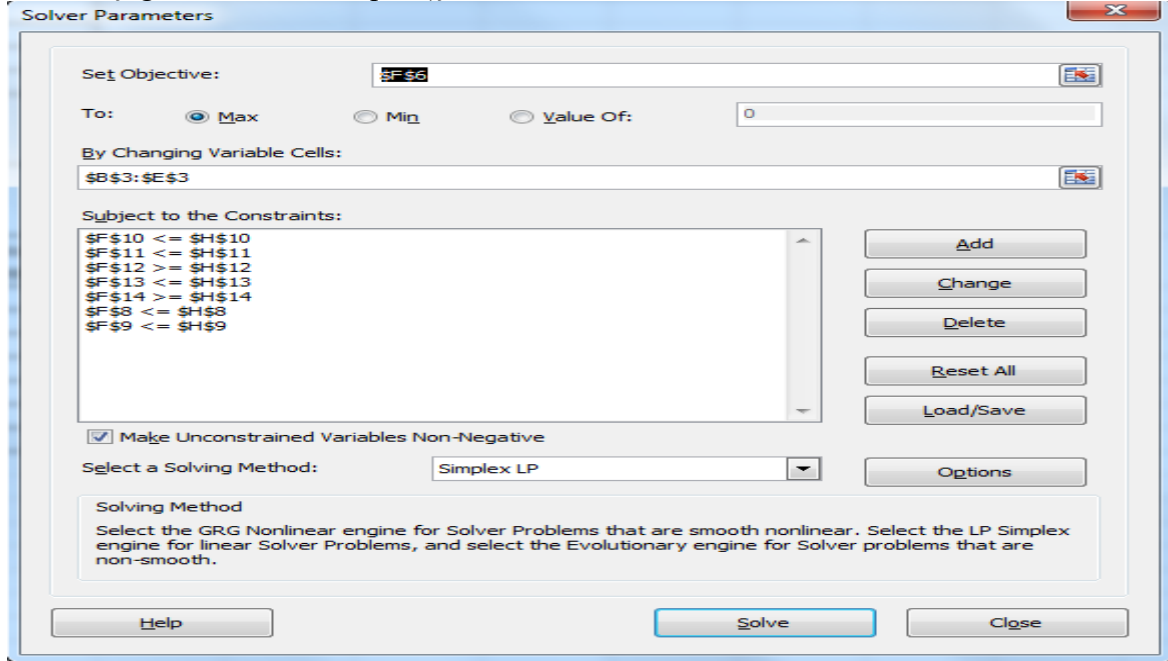 Solver Parameters
Set Objective: $F$6
To: Max Min Value Of: 0
By Changing Variable Cells:
$B$3:$E$3
Subject to the Constraints:
$F$10 <= $H$10
$F$11 <= $H$11
$F$12 >= $H$12
$F$13 <= $H$13
$F$14 >= $H$14
$F$8 <= $H$8
$F$9 <= $H$9
Add
Change
Delete
Reset All
Load/Save
Make Unconstrained Variables Non-Negative
Select a Solving Method: Simplex LP Options
Solving Method
Select the GRG Nonlinear engine for Solver Problems that are smooth nonlinear. Select the LP Simplex
engine for linear Solver Problems, and select the Evolutionary engine for Solver problems that are
non-smooth.
Help Solve Close